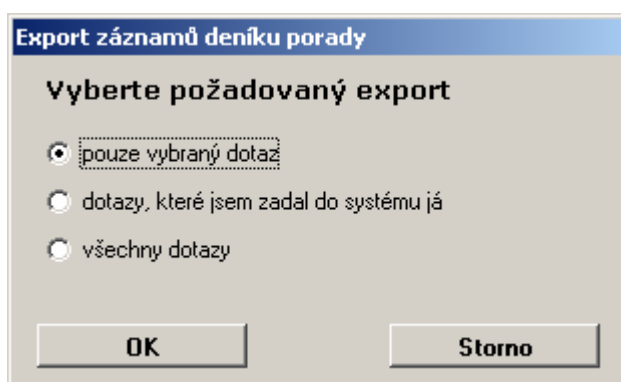 Export záznamů deníku porady
Vyberte požadovaný export
pouze vybraný dotaz
dotazy, které jsem zadal do systému já
všechny dotazy
OK
Storno